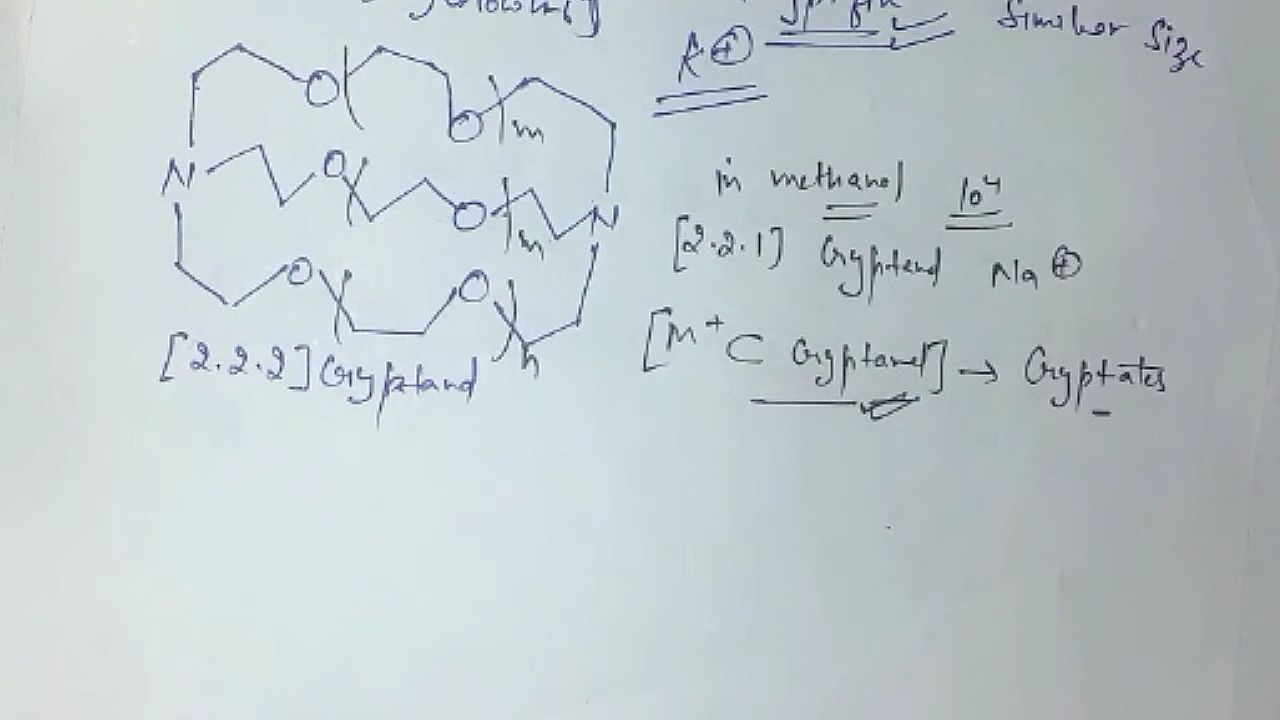 Similar Size
K⊕
O ( O ) m
N O ( O ) m N
O ( O ) n
in methanol 10⁴
[2.2.1] Cryptand Na⊕
[M⁺ ⊂ Cryptand] → Cryptates
[2.2.2] Cryptand